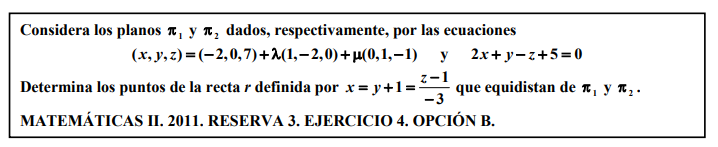 Considera los planos π₁ y π₂ dados, respectivamente, por las ecuaciones
(x, y, z) = (−2,0,7) + λ(1,−2,0) + μ(0,1,−1) y 2x + y − z + 5 = 0
Determina los puntos de la recta r definida por x = y + 1 = (z − 1)/(−3) que equidistan de π₁ y π₂.
MATEMÁTICAS II. 2011. RESERVA 3. EJERCICIO 4. OPCIÓN B.